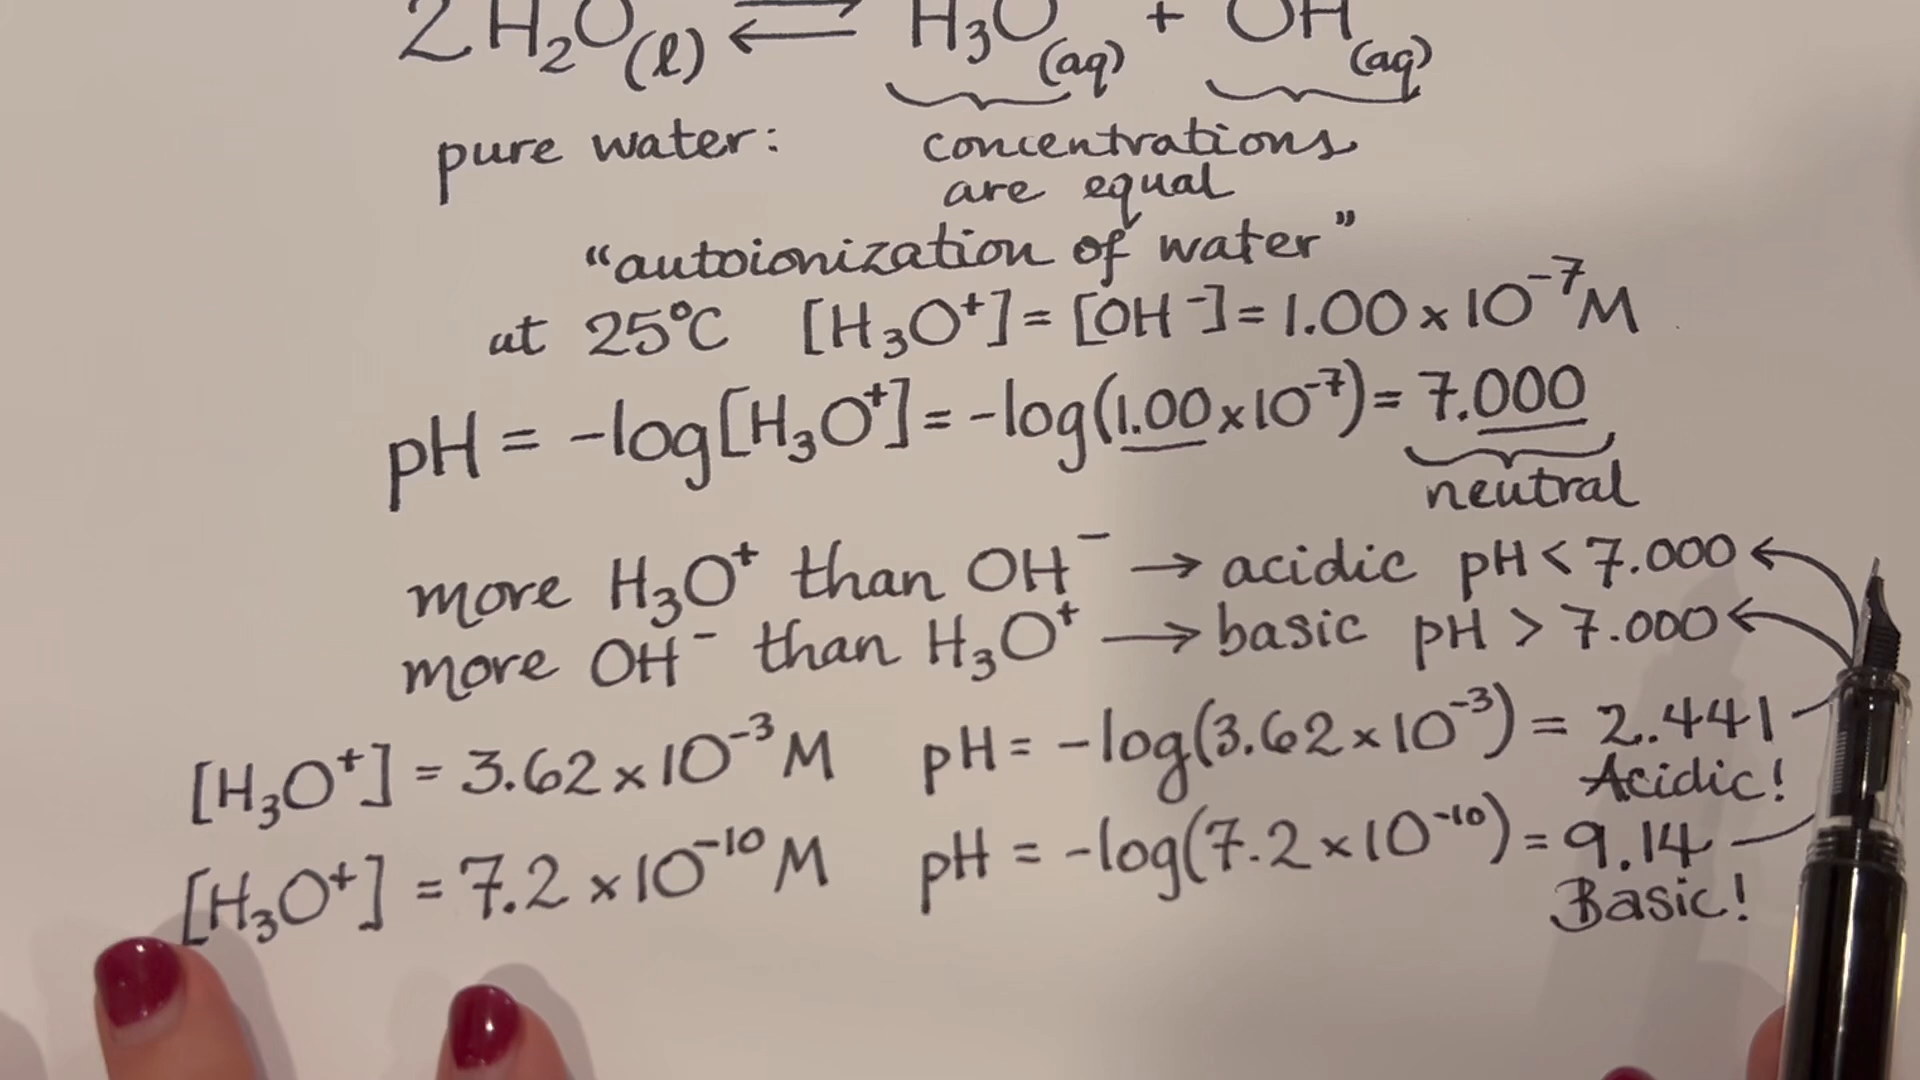 2 H₂O(l) ⇌ H₃O (aq) + OH (aq)
pure water: concentrations
are equal
“autoionization of water”
at 25°C [H₃O⁺] = [OH⁻] = 1.00 x 10⁻⁷ M
pH = -log[H₃O⁺] = -log(1.00 x 10⁻⁷) = 7.000
neutral
more H₃O⁺ than OH⁻ → acidic pH < 7.000
more OH⁻ than H₃O⁺ → basic pH > 7.000
[H₃O⁺] = 3.62 x 10⁻³ M pH = -log(3.62 x 10⁻³) = 2.441
Acidic!
[H₃O⁺] = 7.2 x 10⁻¹⁰ M pH = -log(7.2 x 10⁻¹⁰) = 9.14
Basic!